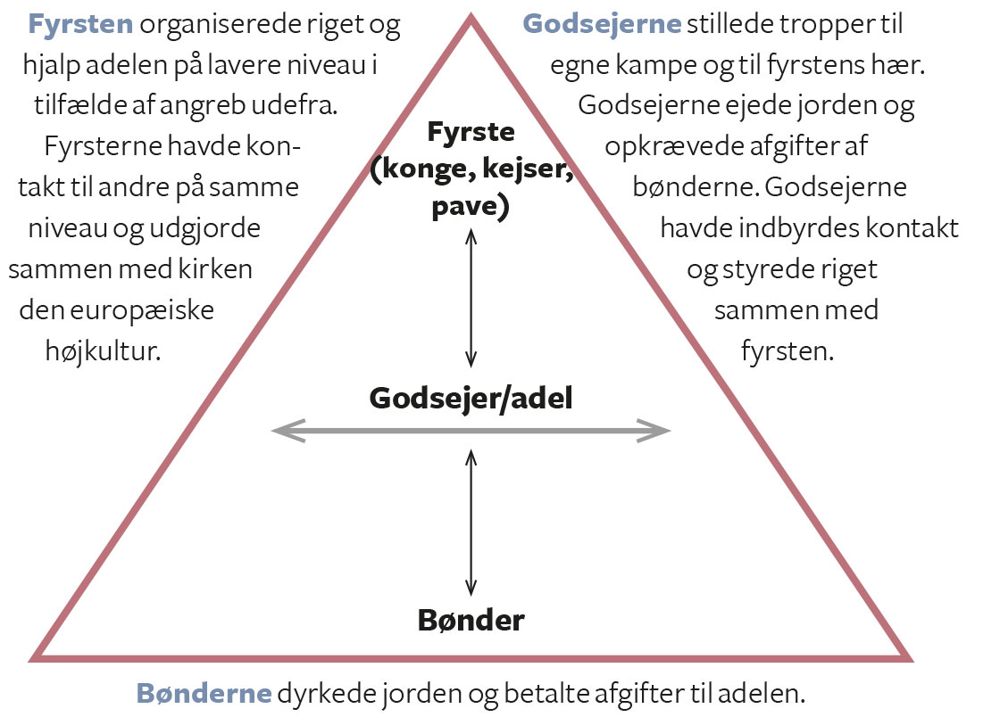 Fyrsten organiserede riget og
hjalp adelen på lavere niveau i
tilfælde af angreb udefra.
Fyrsterne havde kon-
takt til andre på samme
niveau og udgjorde
sammen med kirken
den europæiske
højkultur.
Godsejerne stillede tropper til
egne kampe og til fyrstens hær.
Godsejerne ejede jorden og
opkrævede afgifter af
bønderne. Godsejerne
havde indbyrdes kontakt
og styrede riget
sammen med
fyrsten.
Fyrste
(konge, kejser,
pave)
Godsejer/adel
Bønder
Bønderne dyrkede jorden og betalte afgifter til adelen.